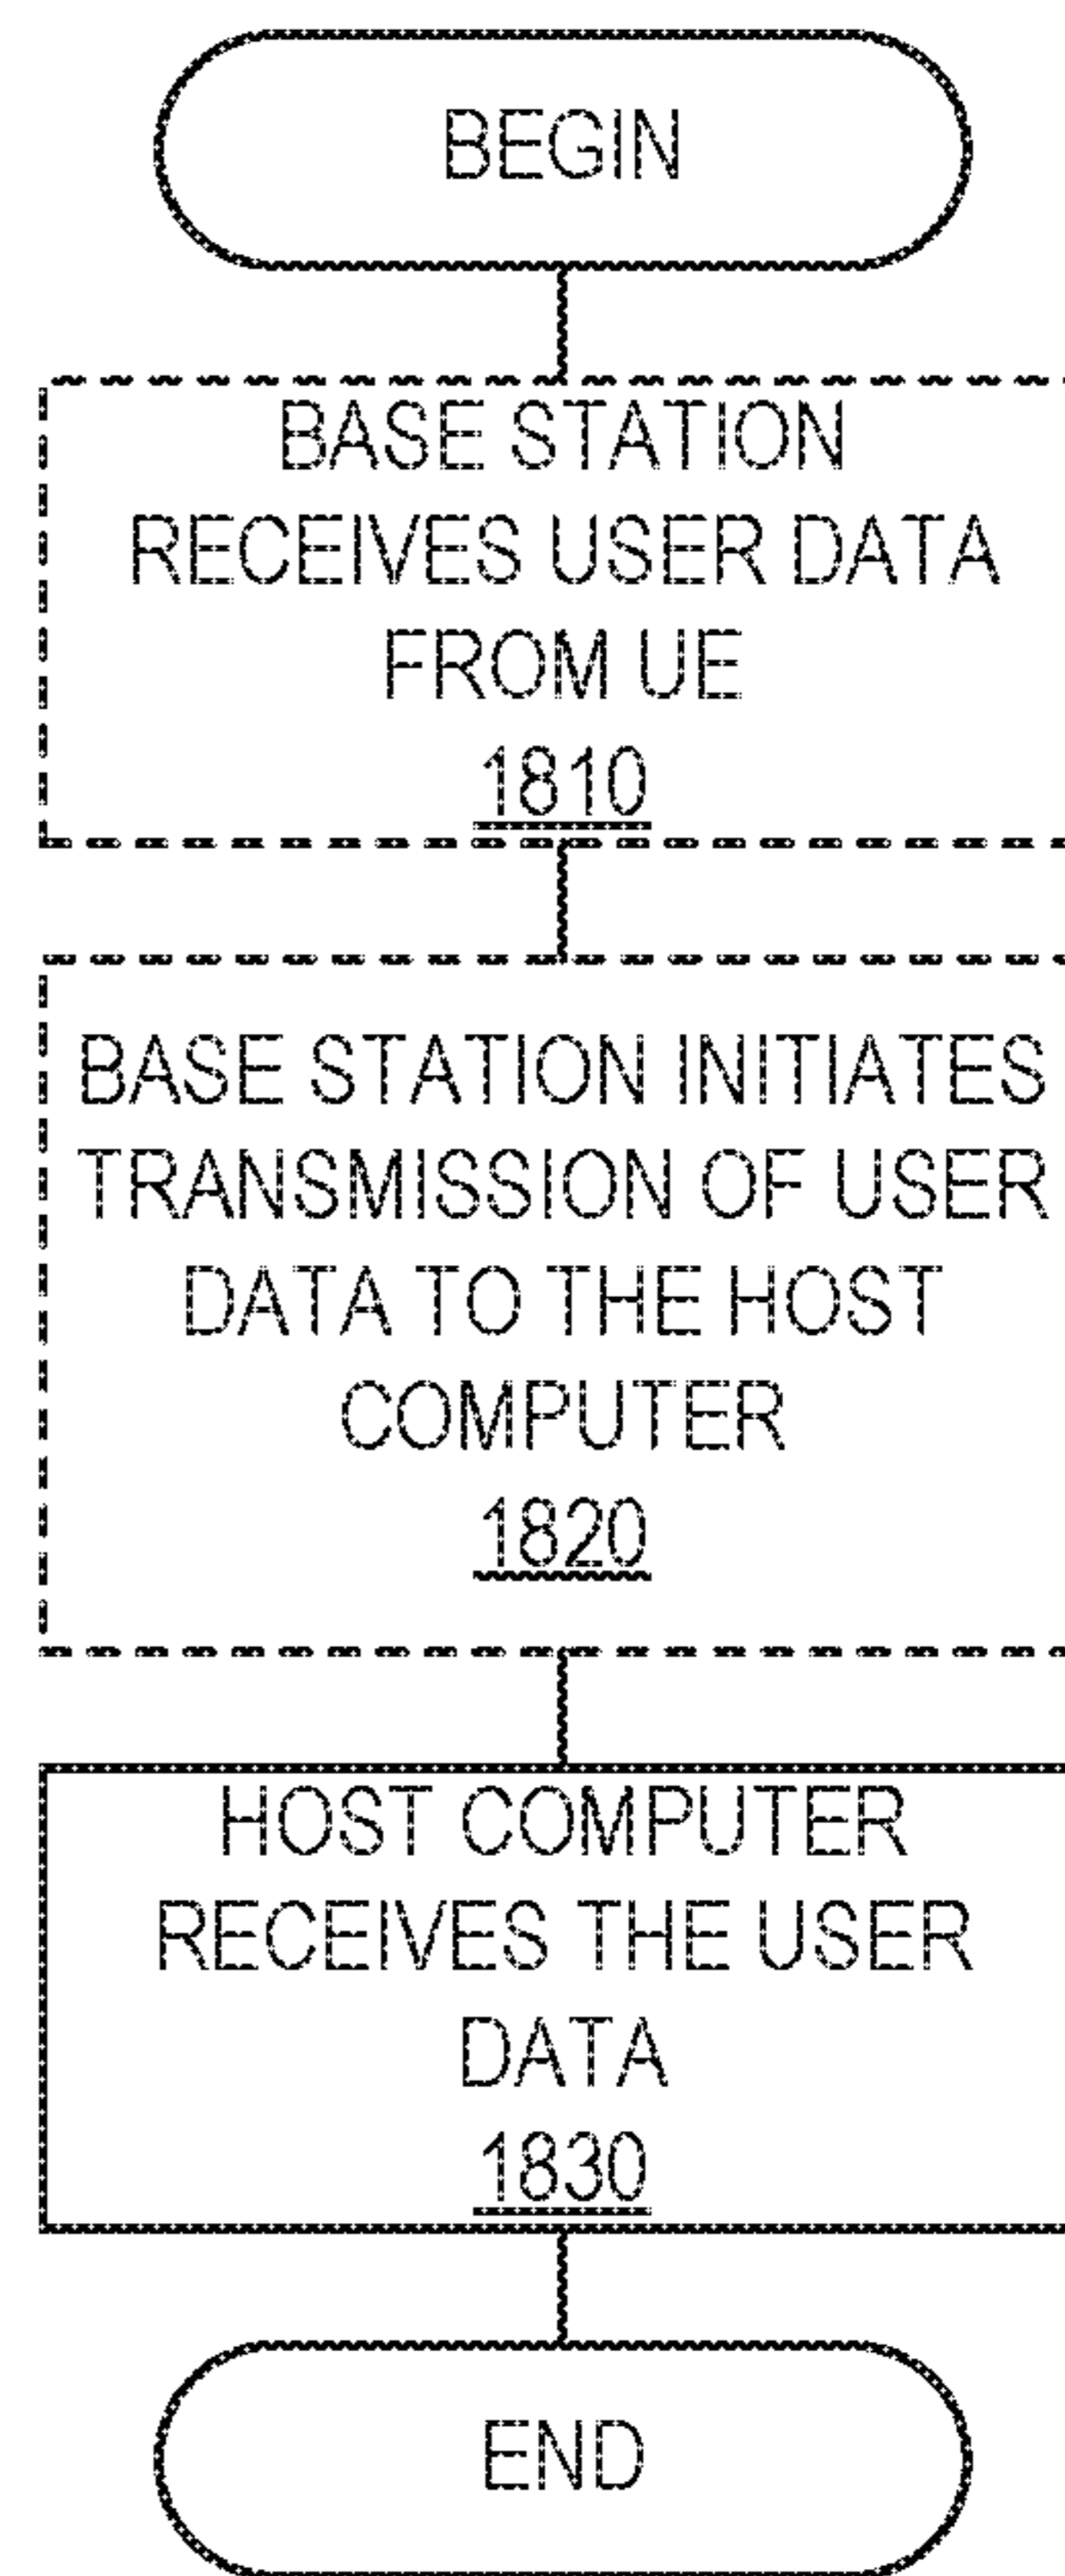 BEGIN
BASE STATION
RECEIVES USER DATA
FROM UE
1810
BASE STATION INITIATES
TRANSMISSION OF USER
DATA TO THE HOST
COMPUTER
1820
HOST COMPUTER
RECEIVES THE USER
DATA
1830
END